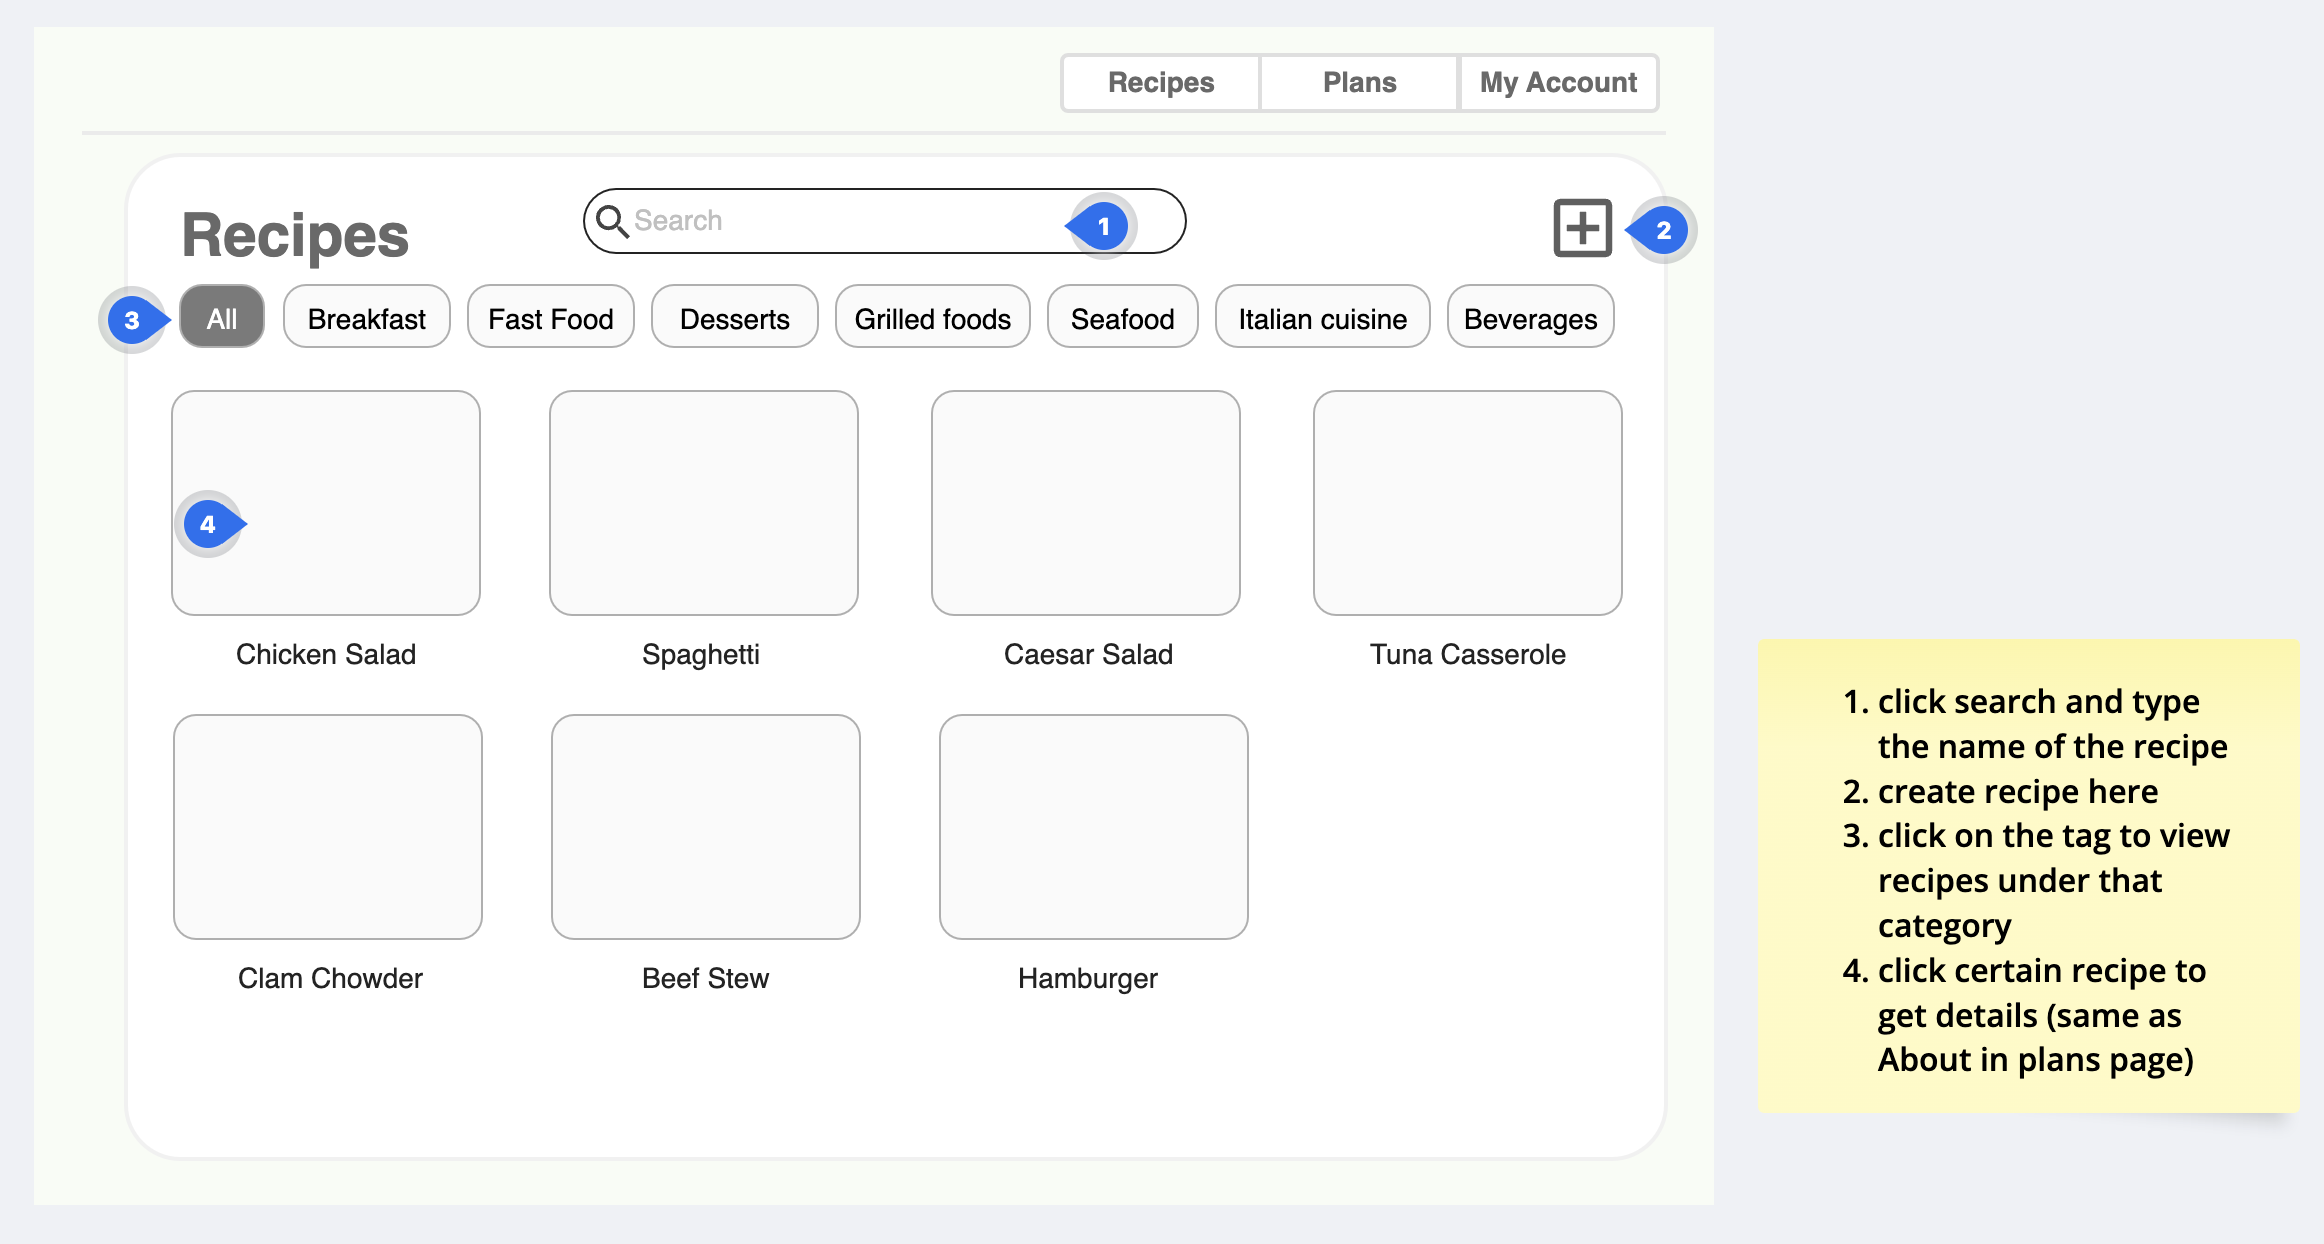 Recipes Plans My Account
Recipes
Search
1
2
3
All Breakfast Fast Food Desserts Grilled foods Seafood Italian cuisine Beverages
4
Chicken Salad Spaghetti Caesar Salad Tuna Casserole
Clam Chowder Beef Stew Hamburger
1. click search and type
the name of the recipe
2. create recipe here
3. click on the tag to view
recipes under that
category
4. click certain recipe to
get details (same as
About in plans page)